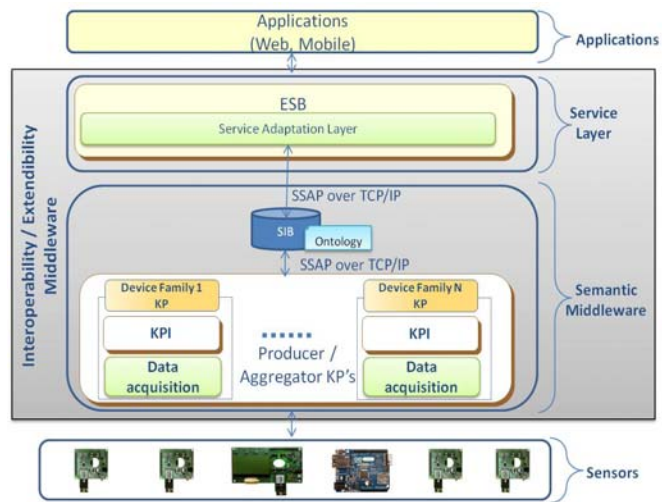 Applications
(Web, Mobile)
Applications
Interoperability / Extendibility
Middleware
ESB
Service Adaptation Layer
Service
Layer
SSAP over TCP/IP
SIB
Ontology
SSAP over TCP/IP
Semantic
Middleware
Device Family 1
KP
KPI
Data
acquisition
......
Producer /
Aggregator KP's
Device Family N
KP
KPI
Data
acquisition
Sensors